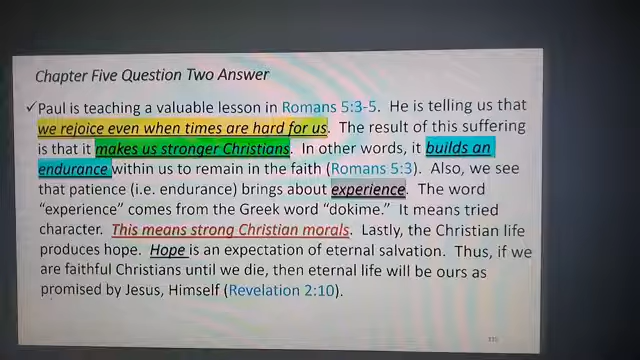 Chapter Five Question Two Answer
✓Paul is teaching a valuable lesson in Romans 5:3-5. He is telling us that
we rejoice even when times are hard for us. The result of this suffering
is that it makes us stronger Christians. In other words, it builds an
endurance within us to remain in the faith (Romans 5:3). Also, we see
that patience (i.e. endurance) brings about experience. The word
“experience” comes from the Greek word “dokime.” It means tried
character. This means strong Christian morals. Lastly, the Christian life
produces hope. Hope is an expectation of eternal salvation. Thus, if we
are faithful Christians until we die, then eternal life will be ours as
promised by Jesus, Himself (Revelation 2:10).